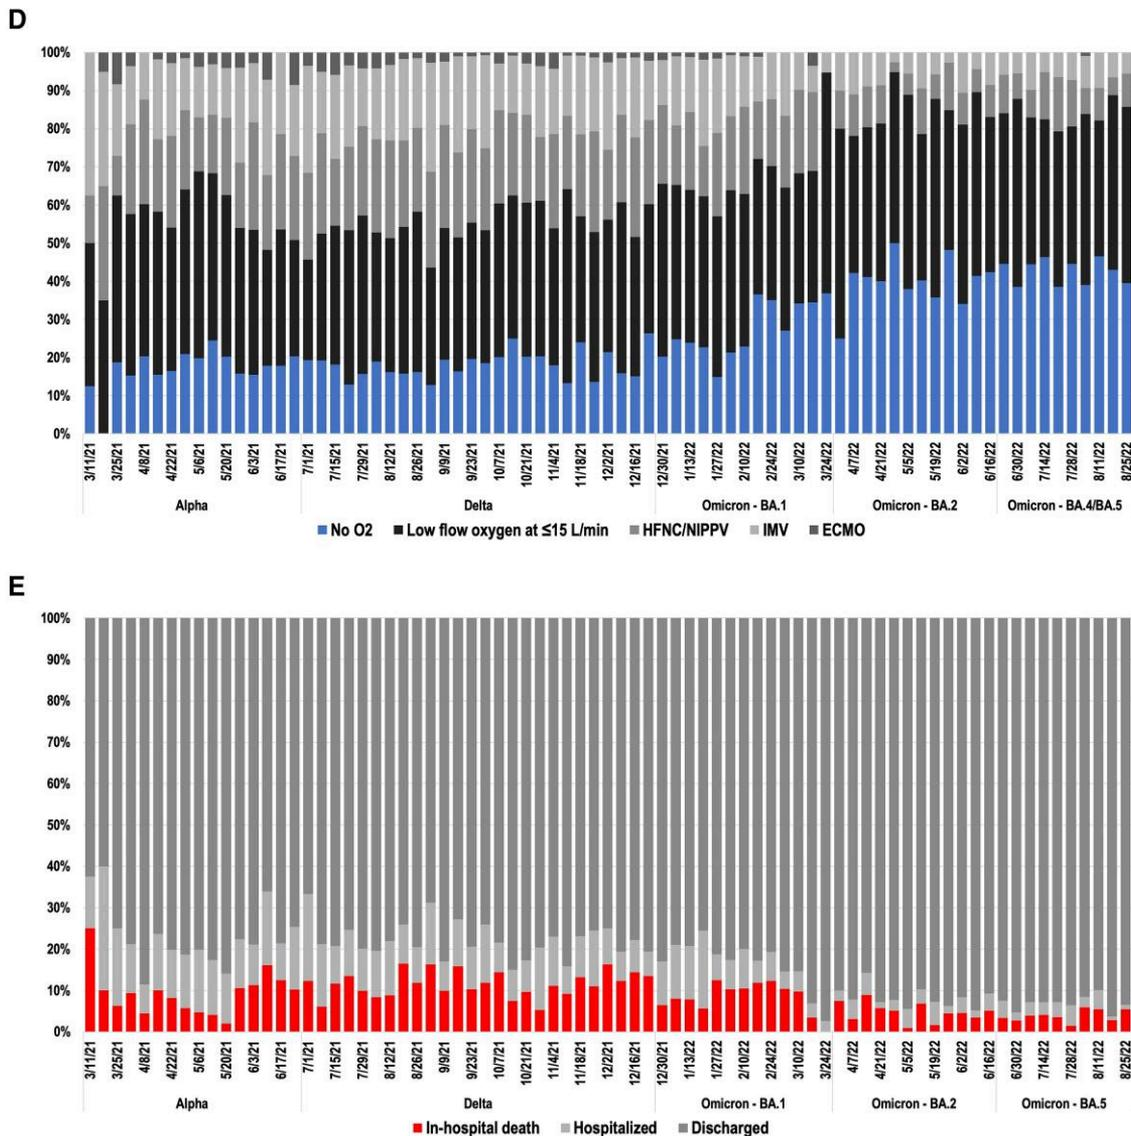 D
100%
90%
80%
70%
60%
50%
40%
30%
20%
10%
0%
3/11/21 3/25/21 4/8/21 4/22/21 5/6/21 5/20/21 6/3/21 6/17/21 7/1/21 7/15/21 7/29/21 8/12/21 8/26/21 9/9/21 9/23/21 10/7/21 10/21/21 11/4/21 11/18/21 12/2/21 12/16/21 12/30/21 1/13/22 1/27/22 2/10/22 2/24/22 3/10/22 3/24/22 4/7/22 4/21/22 5/5/22 5/19/22 6/2/22 6/16/22 6/30/22 7/14/22 7/28/22 8/11/22 8/25/22
Alpha Delta Omicron - BA.1 Omicron - BA.2 Omicron - BA.4/BA.5
No O2 Low flow oxygen at ≤15 L/min HFNC/NIPPV IMV ECMO
E
100%
90%
80%
70%
60%
50%
40%
30%
20%
10%
0%
3/11/21 3/25/21 4/8/21 4/22/21 5/6/21 5/20/21 6/3/21 6/17/21 7/1/21 7/15/21 7/29/21 8/12/21 8/26/21 9/9/21 9/23/21 10/7/21 10/21/21 11/4/21 11/18/21 12/2/21 12/16/21 12/30/21 1/13/22 1/27/22 2/10/22 2/24/22 3/10/22 3/24/22 4/7/22 4/21/22 5/5/22 5/19/22 6/2/22 6/16/22 6/30/22 7/14/22 7/28/22 8/11/22 8/25/22
Alpha Delta Omicron - BA.1 Omicron - BA.2 Omicron - BA.5
In-hospital death Hospitalized Discharged